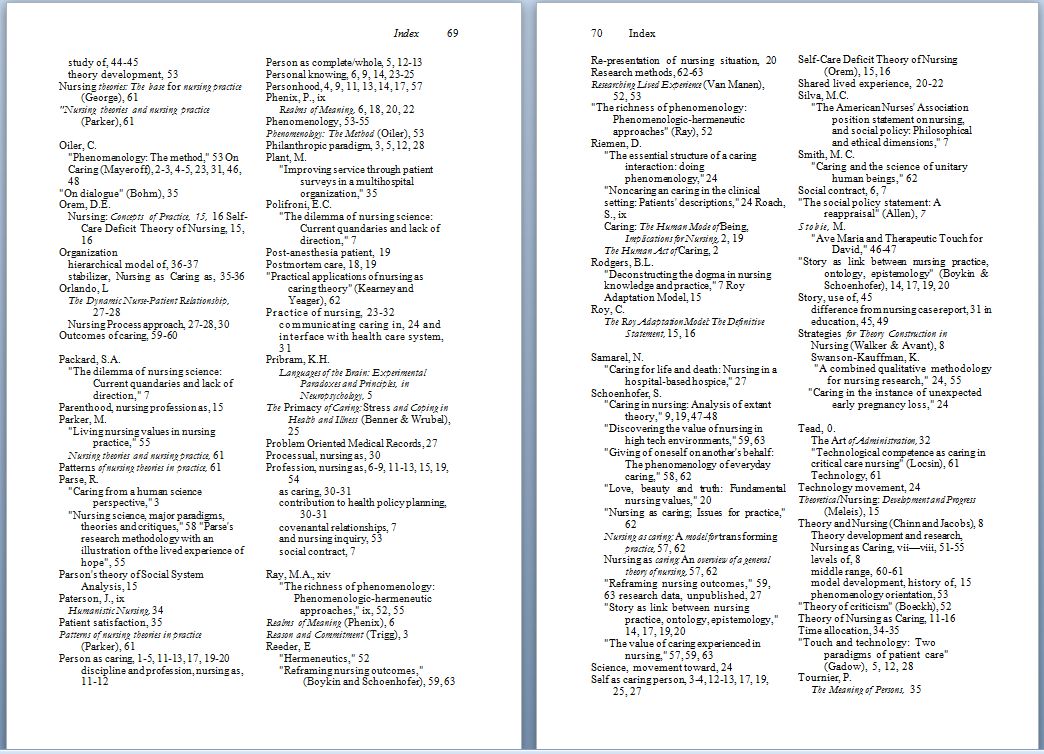 Index 69
study of, 44-45
theory development, 53
Nursing theories: The base for nursing practice
(George), 61
"Nursing theories and nursing practice
(Parker), 61
Oiler, C.
"Phenomenology: The method," 53 On
Caring (Mayeroff), 2-3, 4-5, 23, 31, 46,
48
"On dialogue" (Bohm), 35
Orem, D.E.
Nursing: Concepts of Practice, 15, 16 Self-
Care Deficit Theory of Nursing, 15,
16
Organization
hierarchical model of, 36-37
stabilizer, Nursing as Caring as, 35-36
Orlando, I.
The Dynamic Nurse-Patient Relationship,
27-28
Nursing Process approach, 27-28, 30
Outcomes of caring, 59-60
Packard, S.A.
"The dilemma of nursing science:
Current quandaries and lack of
direction," 7
Parenthood, nursing profession as, 15
Parker, M.
"Living nursing values in nursing
practice," 55
Nursing theories and nursing practice, 61
Patterns of nursing theories in practice, 61
Parse, R.
"Caring from a human science
perspective," 3
"Nursing science, major paradigms,
theories and critiques," 58 "Parse's
research methodology with an
illustration of the lived experience of
hope", 55
Parson's theory of Social System
Analysis, 15
Paterson, J., ix
Humanistic Nursing, 34
Patient satisfaction, 35
Patterns of nursing theories in practice
(Parker), 61
Person as caring, 1-5, 11-13, 17, 19-20
discipline and profession, nursing as,
11-12
Person as complete/whole, 5, 12-13
Personal knowing, 6, 9, 14, 23-25
Personhood, 4, 9, 11, 13, 14, 17, 57
Phenix, P., ix
Realms of Meaning, 6, 18, 20, 22
Phenomenology, 53-55
Phenomenology: The Method (Oiler), 53
Philanthropic paradigm, 3, 5, 12, 28
Plant, M.
"Improving service through patient
surveys in a multihospital
organization," 35
Polifroni, E.C.
"The dilemma of nursing science:
Current quandaries and lack of
direction," 7
Post-anesthesia patient, 19
Postmortem care, 18, 19
"Practical applications of nursing as
caring theory" (Kearney and
Yeager), 62
Practice of nursing, 23-32
communicating caring in, 24 and
interface with health care system,
31
Pribram, K.H.
Languages of the Brain: Experimental
Paradoxes and Principles, in
Neuropsychology, 5
The Primacy of Caring: Stress and Coping in
Health and Illness (Benner & Wrubel),
25
Problem Oriented Medical Records, 27
Processual, nursing as, 30
Profession, nursing as, 6-9, 11-13, 15, 19,
54
as caring, 30-31
contribution to health policy planning,
30-31
covenantal relationships, 7
and nursing inquiry, 53
social contract, 7
Ray, M.A., xiv
"The richness of phenomenology:
Phenomenologic-hermeneutic
approaches," ix, 52, 55
Realms of Meaning (Phenix), 6
Reason and Commitment (Trigg), 3
Reeder, F.
"Hermeneutics," 52
"Reframing nursing outcomes,"
(Boykin and Schoenhofer), 59, 63
70 Index
Re-presentation of nursing situation, 20
Research methods, 62-63
Researching Lived Experience (Van Manen),
52, 53
"The richness of phenomenology:
Phenomenologic-hermeneutic
approaches" (Ray), 52
Riemen, D.
"The essential structure of a caring
interaction: doing
phenomenology," 24
"Noncaring an caring in the clinical
setting: Patients' descriptions," 24 Roach,
S., ix
Caring: The Human Mode of Being,
Implications for Nursing, 2, 19
The Human Act of Caring, 2
Rodgers, B.L.
"Deconstructing the dogma in nursing
knowledge and practice," 7 Roy
Adaptation Model, 15
Roy, C.
The Roy Adaptation Model: The Definitive
Statement, 15, 16
Samarel, N.
"Caring for life and death: Nursing in a
hospital-based hospice," 27
Schoenhofer, S.
"Caring in nursing: Analysis of extant
theory," 9, 19, 47-48
"Discovering the value of nursing in
high tech environments," 59, 63
"Giving of oneself on another's behalf:
The phenomenology of everyday
caring," 58, 62
"Love, beauty and truth: Fundamental
nursing values," 20
"Nursing as caring; Issues for practice,"
62
Nursing as caring: A model for transforming
practice, 57, 62
Nursing as caring: An overview of a general
theory of nursing, 57, 62
"Reframing nursing outcomes," 59,
63 research data, unpublished, 27
"Story as link between nursing
practice, ontology, epistemology,"
14, 17, 19, 20
"The value of caring experienced in
nursing," 57, 59, 63
Science, movement toward, 24
Self as caring person, 3-4, 12-13, 17, 19,
25, 27
Self-Care Deficit Theory of Nursing
(Orem), 15, 16
Shared lived experience, 20-22
Silva, M.C.
"The American Nurses' Association
position statement on nursing,
and social policy: Philosophical
and ethical dimensions," 7
Smith, M. C.
"Caring and the science of unitary
human beings," 62
Social contract, 6, 7
"The social policy statement: A
reappraisal" (Allen), 7
Stobie, M.
"Ave Maria and Therapeutic Touch for
David," 46-47
"Story as link between nursing practice,
ontology, epistemology" (Boykin &
Schoenhofer), 14, 17, 19, 20
Story, use of, 45
difference from nursing case report, 31 in
education, 45, 49
Strategies for Theory Construction in
Nursing (Walker & Avant), 8
Swanson-Kauffman, K.
"A combined qualitative methodology
for nursing research," 24, 55
"Caring in the instance of unexpected
early pregnancy loss," 24
Tead, 0.
The Art of Administration, 32
"Technological competence as caring in
critical care nursing" (Locsin), 61
Technology, 61
Technology movement, 24
Theoretical Nursing: Development and Progress
(Meleis), 15
Theory and Nursing (Chinn and Jacobs), 8
Theory development and research,
Nursing as Caring, vii—viii, 51-55
levels of, 8
middle range, 60-61
model development, history of, 15
phenomenology orientation, 53
"Theory of criticism" (Boeckh), 52
Theory of Nursing as Caring, 11-16
Time allocation, 34-35
"Touch and technology: Two
paradigms of patient care"
(Gadow), 5, 12, 28
Tournier, P.
The Meaning of Persons, 35